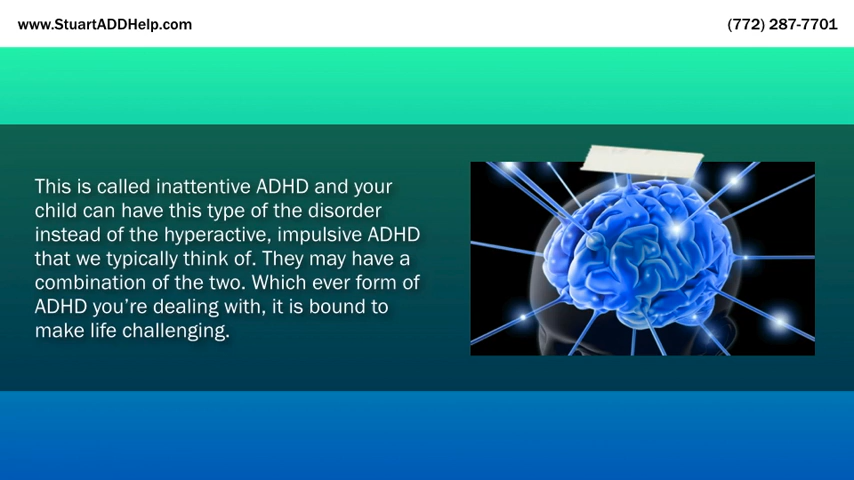 www.StuartADDHelp.com
(772) 287-7701
This is called inattentive ADHD and your
child can have this type of the disorder
instead of the hyperactive, impulsive ADHD
that we typically think of. They may have a
combination of the two. Which ever form of
ADHD you’re dealing with, it is bound to
make life challenging.